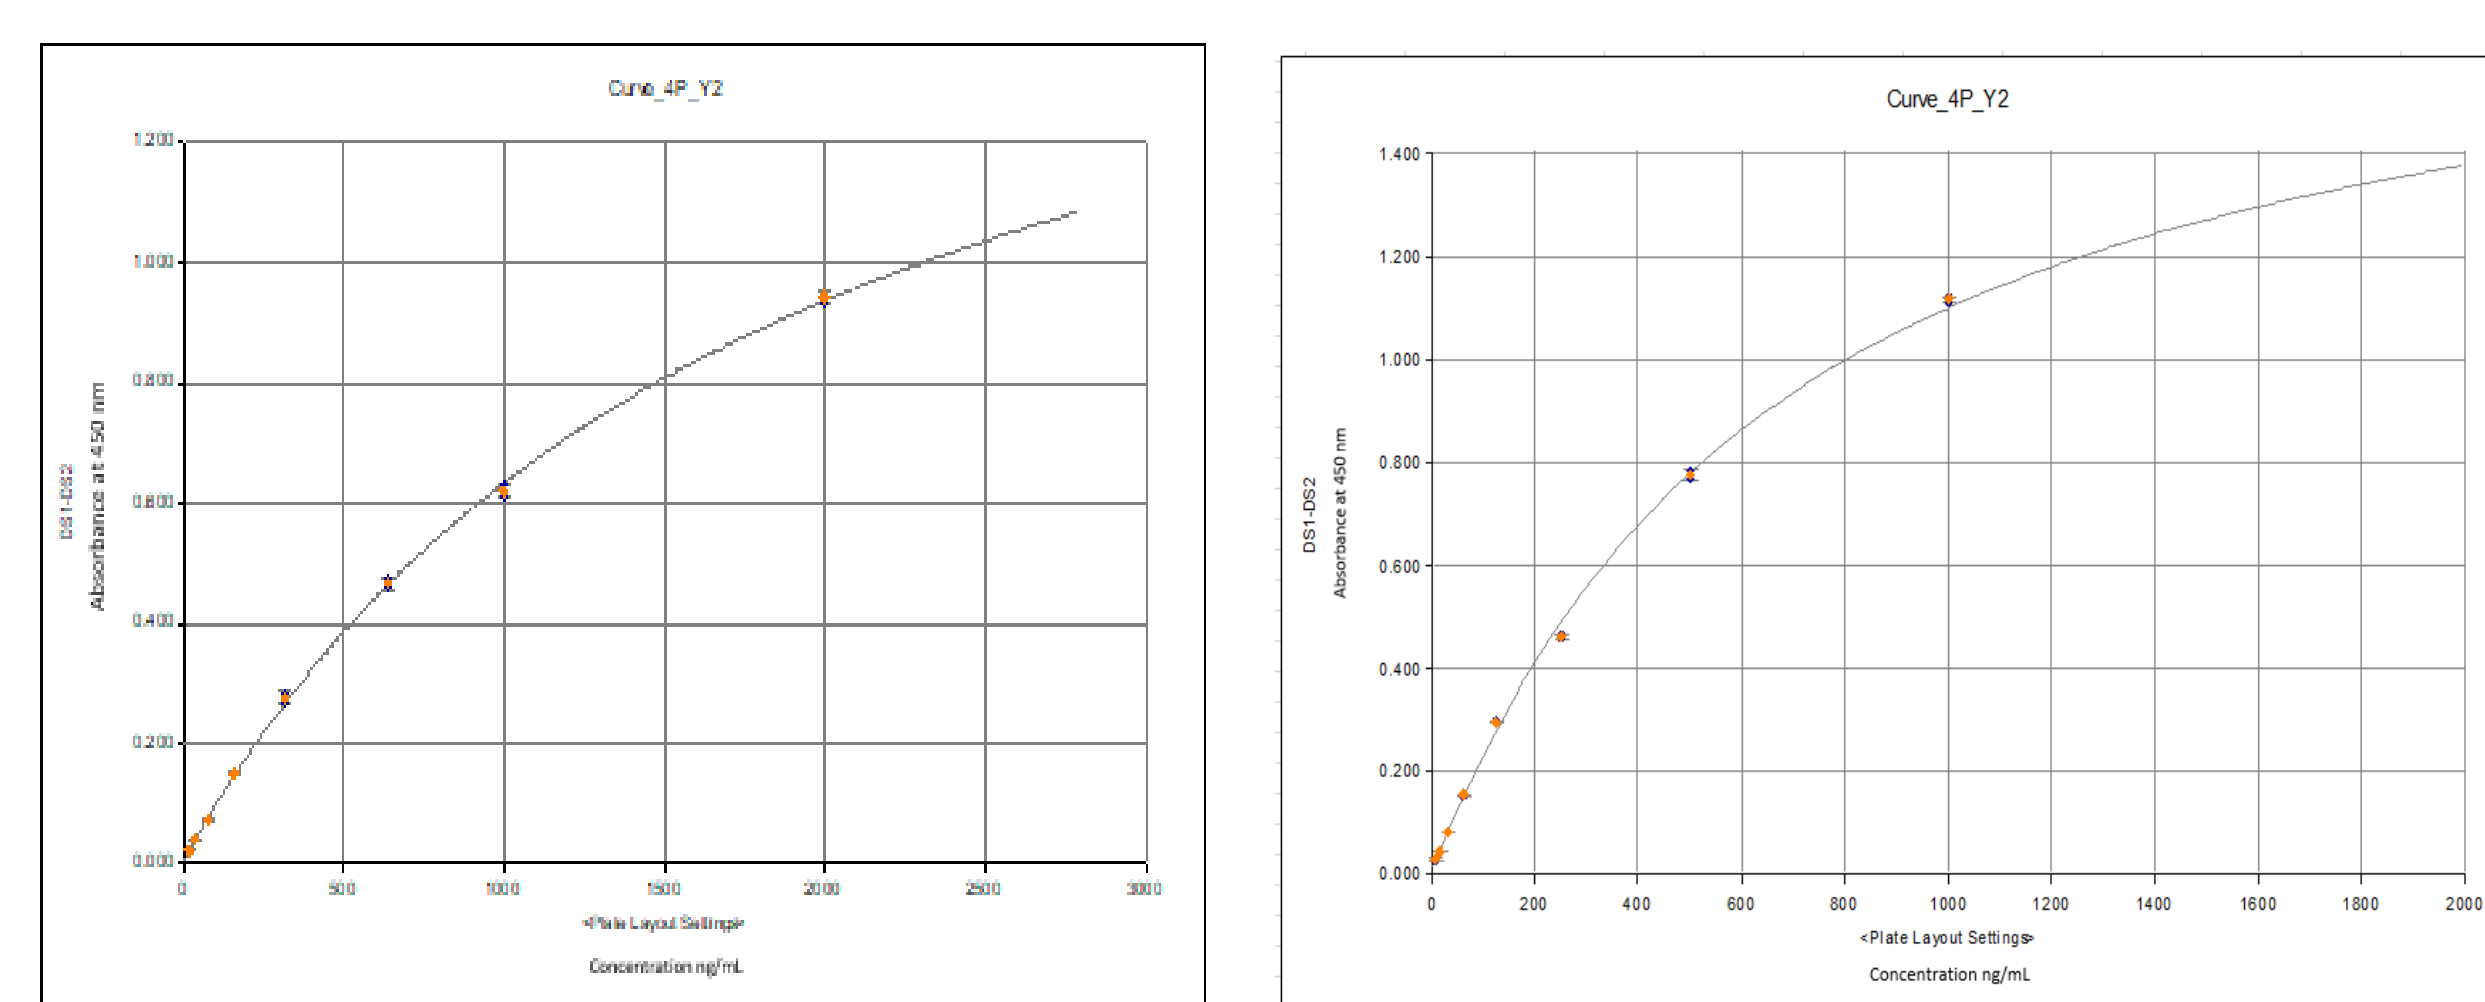 Curve_4P_Y2
1.200
1.000
0.800
0.600
0.400
0.200
0.000
DS1-DS2
Absorbance at 450 nm
0 500 1000 1500 2000 2500 3000
<Plate Layout Settings>
Concentration ng/mL
Curve_4P_Y2
1.400
1.200
1.000
0.800
0.600
0.400
0.200
0.000
DS1-DS2
Absorbance at 450 nm
0 200 400 600 800 1000 1200 1400 1600 1800 2000
<Plate Layout Settings>
Concentration ng/mL